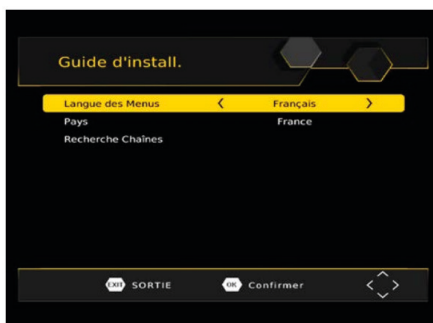 Guide d'install.
Langue des Menus < Français >
Pays France
Recherche Chaînes
EXIT SORTIE OK Confirmer